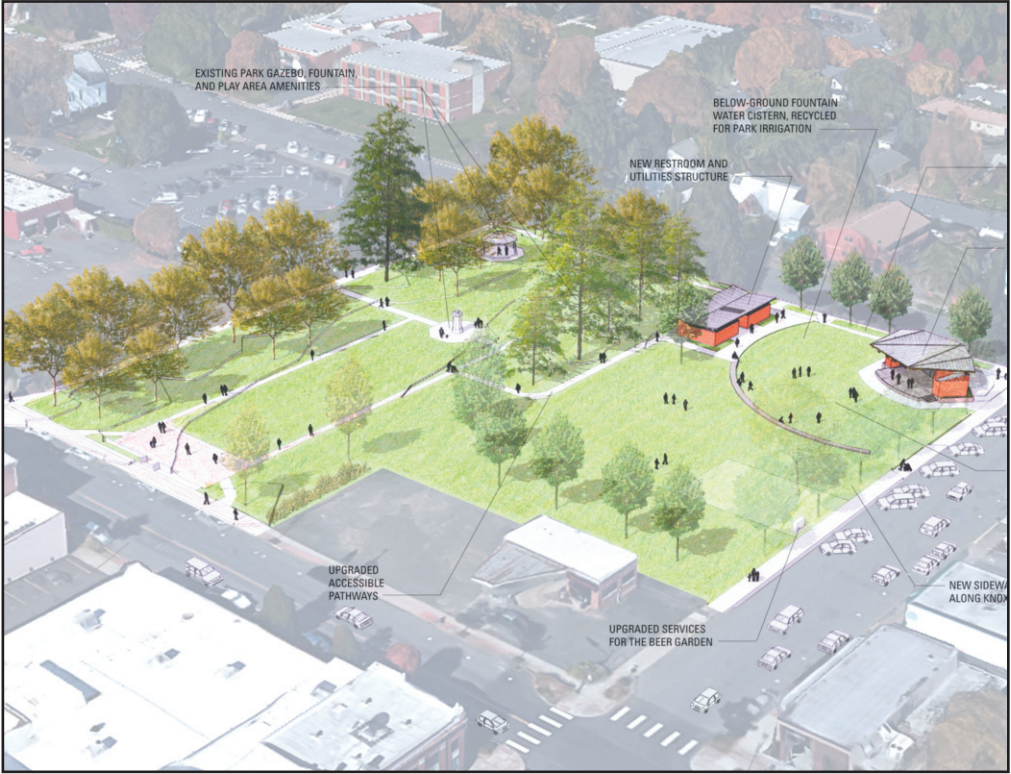 EXISTING PARK GAZEBO, FOUNTAIN,
AND PLAY AREA AMENITIES
BELOW-GROUND FOUNTAIN
WATER CISTERN, RECYCLED
FOR PARK IRRIGATION
NEW RESTROOM AND
UTILITIES STRUCTURE
UPGRADED
ACCESSIBLE
PATHWAYS
NEW SIDEWA
ALONG KNOX
UPGRADED SERVICES
FOR THE BEER GARDEN